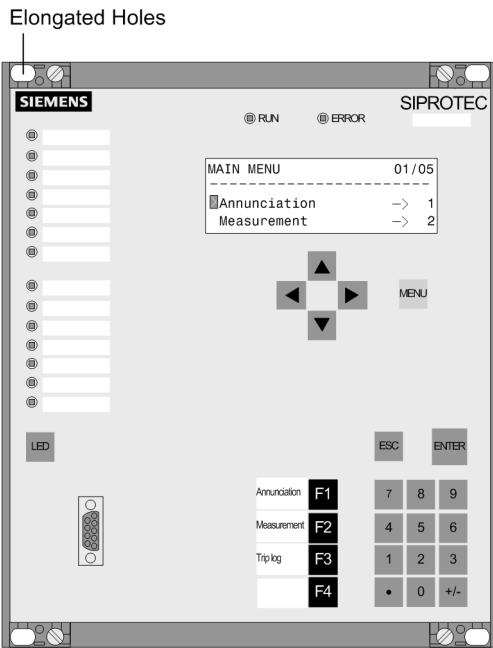 Elongated Holes
SIEMENS
SIPROTEC
RUN
ERROR
MAIN MENU 01/05
--------------------
>Annunciation -> 1
Measurement -> 2
MENU
LED
ESC
ENTER
Annunciation F1
Measurement F2
Trip log F3
F4
7 8 9
4 5 6
1 2 3
• 0 +/-